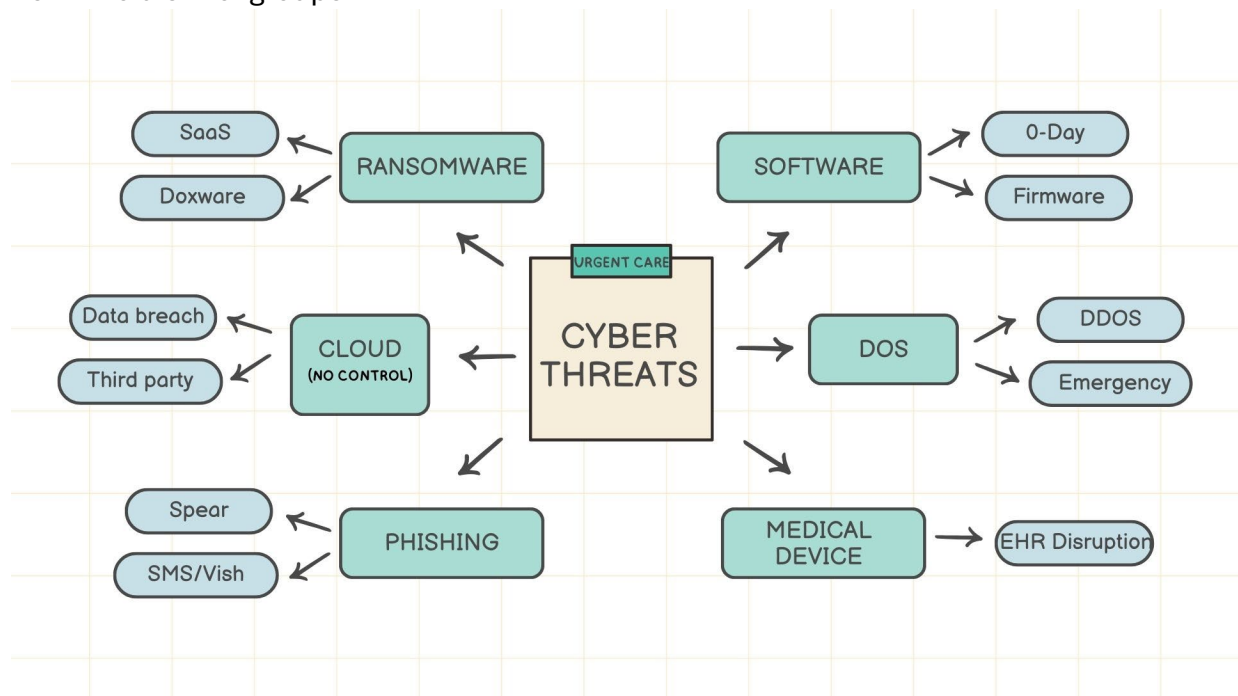 groups
SaaS
Doxware
RANSOMWARE
SOFTWARE
0-Day
Firmware
URGENT CARE
CYBER
THREATS
Data breach
Third party
CLOUD
(NO CONTROL)
DOS
DDOS
Emergency
Spear
SMS/Vish
PHISHING
MEDICAL
DEVICE
EHR Disruption